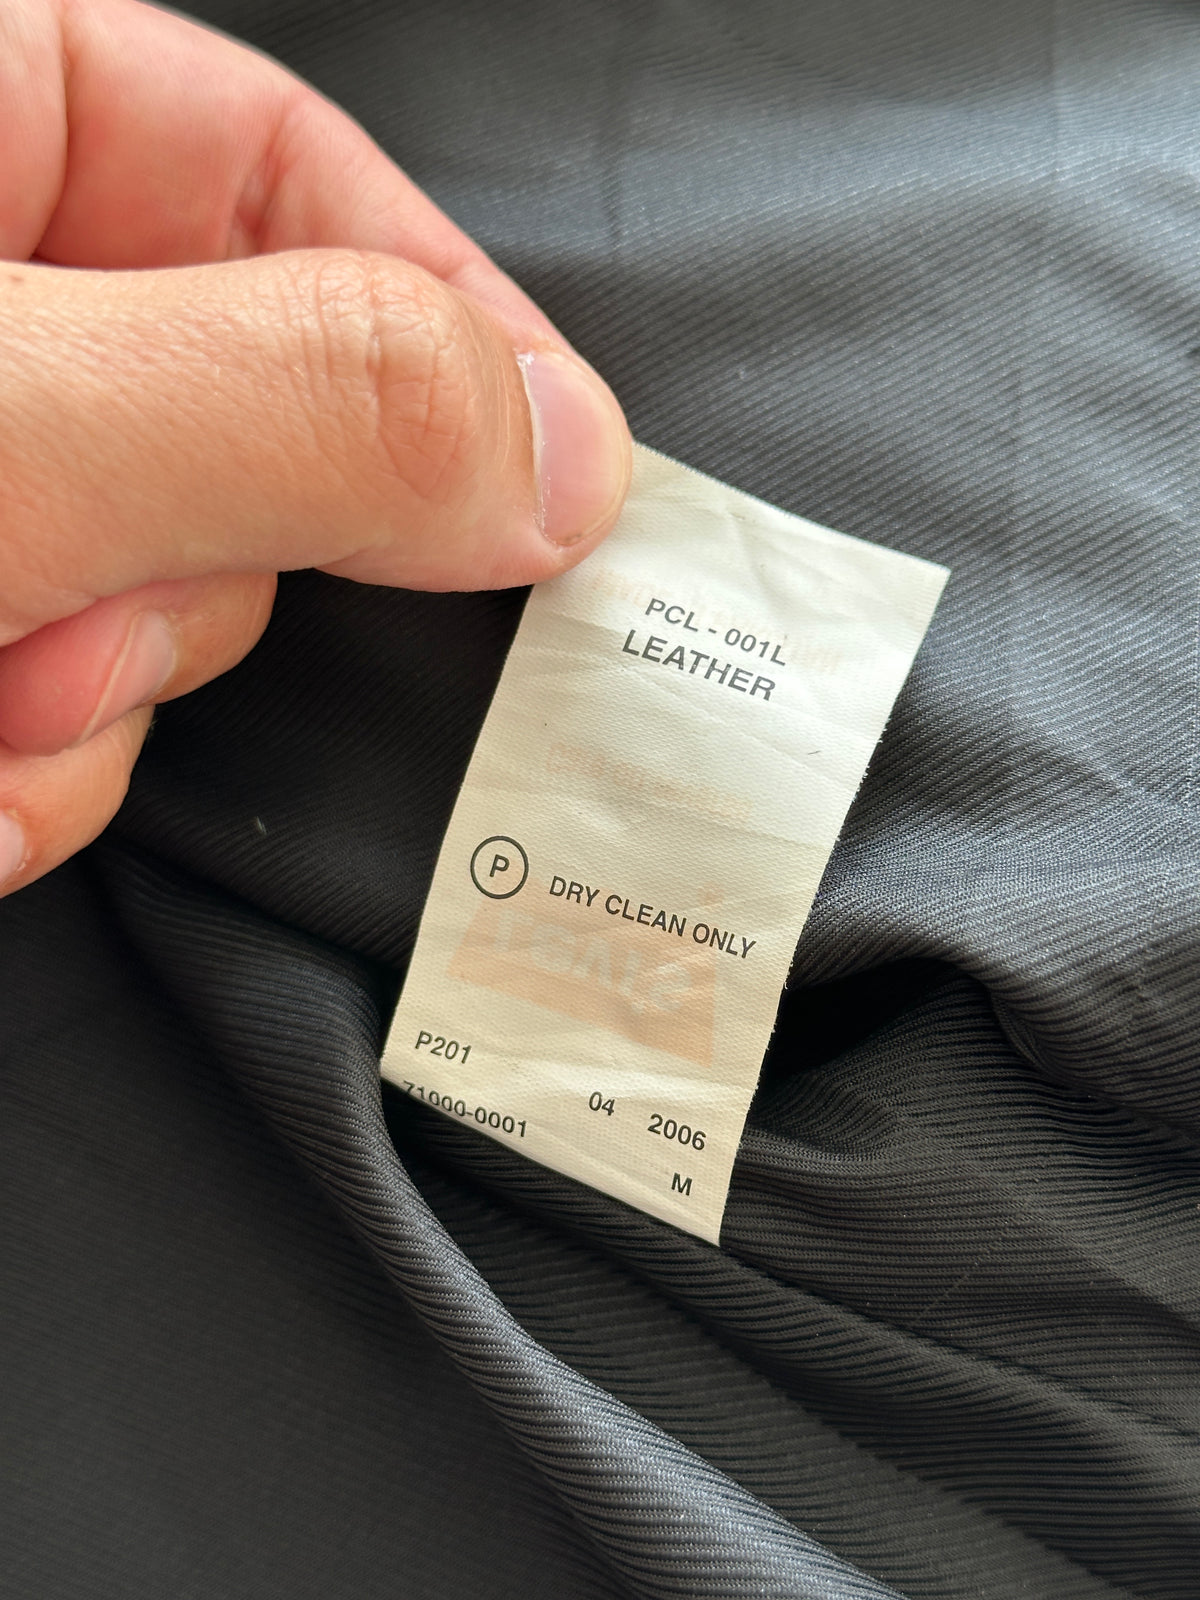 PCL - 001L
LEATHER
P DRY CLEAN ONLY
P201
71000-0001 04 2006
M